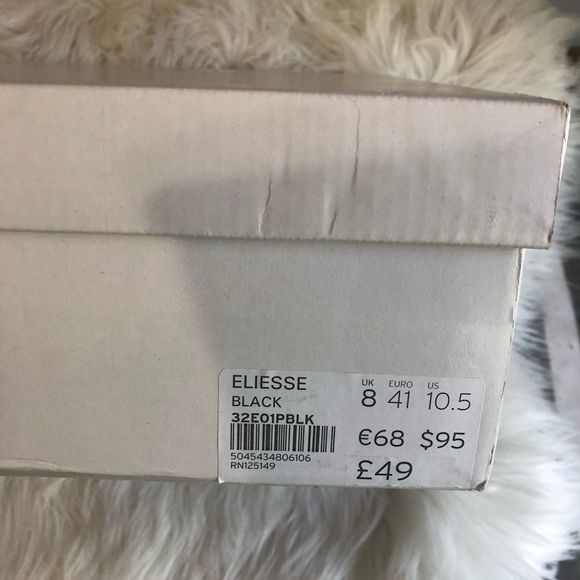 ELIESSE
BLACK
32E01PBLK
5045434806106
RN125149
UK EURO US
8 41 10.5
€68 $95
£49